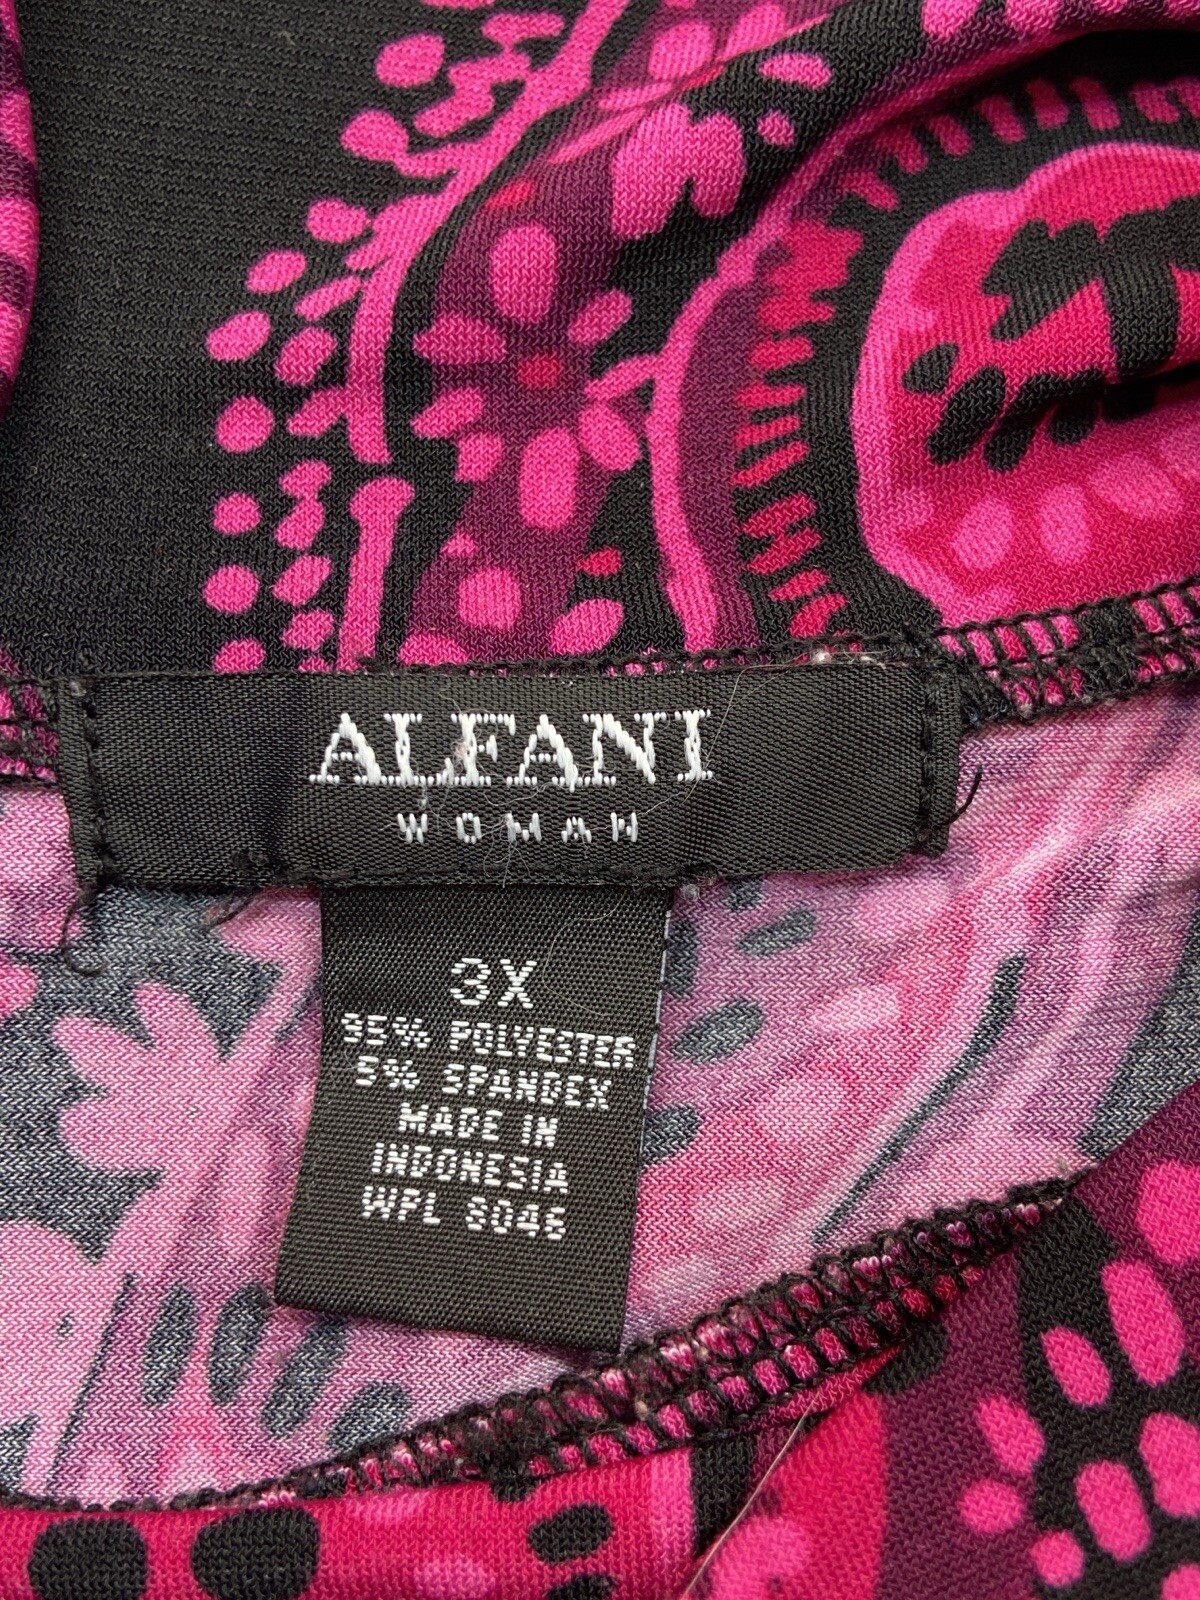 ALFANI
WOMAN
3X
95% POLYESTER
5% SPANDEX
MADE IN
INDONESIA
WPL 8046